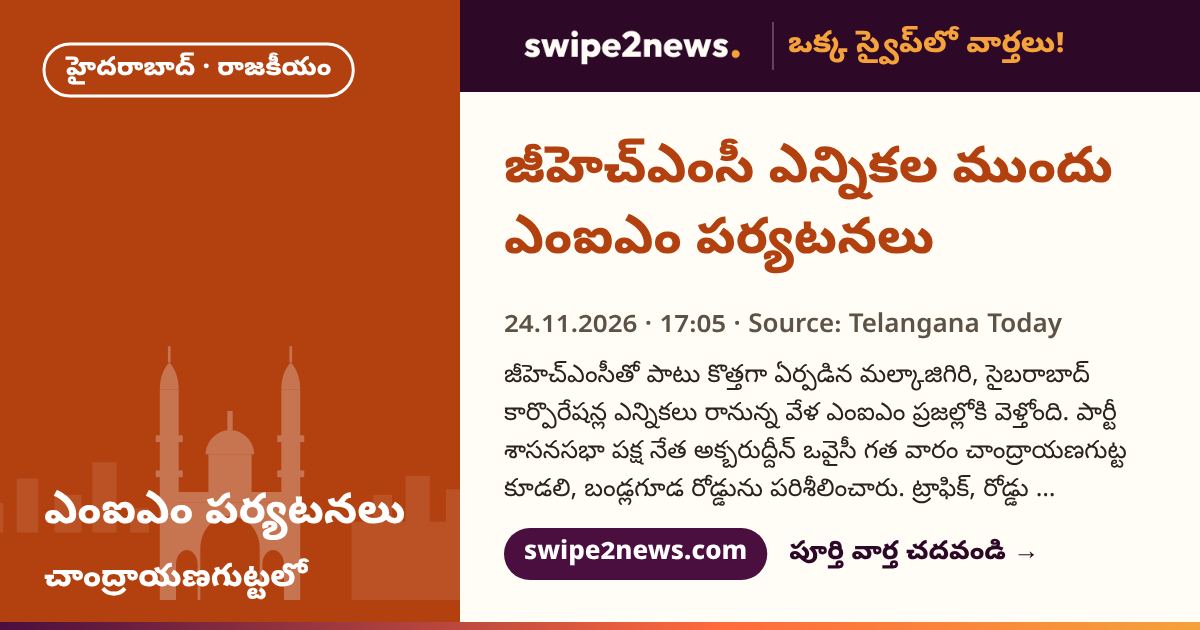 హైదరాబాద్ · రాజకీయం
ఎంఐఎం పర్యటనలు
చాంద్రాయణగుట్టలో
swipe2news.
ఒక్క స్వైప్‌లో వార్తలు!
జీహెచ్‌ఎంసీ ఎన్నికల ముందు
ఎంఐఎం పర్యటనలు
24.11.2026 · 17:05 · Source: Telangana Today
జీహెచ్‌ఎంసీతో పాటు కొత్తగా ఏర్పడిన మల్కాజిగిరి, సైబరాబాద్
కార్పొరేషన్ల ఎన్నికలు రానున్న వేళ ఎంఐఎం ప్రజల్లోకి వెళ్తోంది. పార్టీ
శాసనసభా పక్ష నేత అక్బరుద్దీన్ ఒవైసీ గత వారం చాంద్రాయణగుట్ట
కూడలి, బండ్లగూడ రోడ్డును పరిశీలించారు. ట్రాఫిక్, రోడ్డు ...
swipe2news.com
పూర్తి వార్త చదవండి →